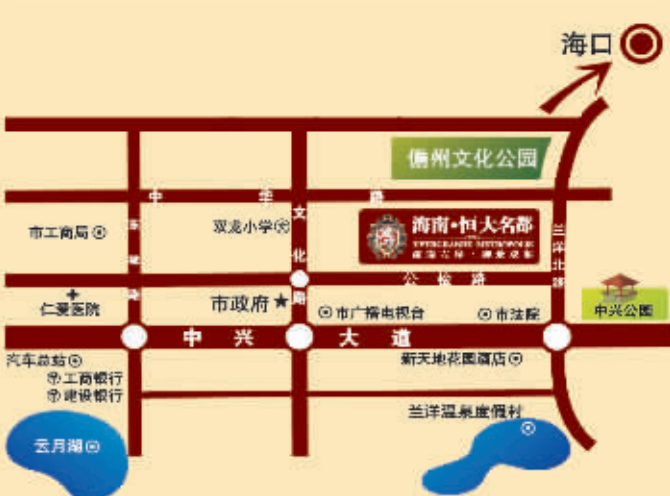 海口
儋州文化公园
中华路
市工商局
双龙小学
文化路
海南·恒大名都
兰洋北路
公检路
仁爱医院
市政府
市广播电视台
市法院
中兴公园
中兴大道
汽车总站
新天地花园酒店
工商银行
建设银行
兰洋温泉度假村
云月湖